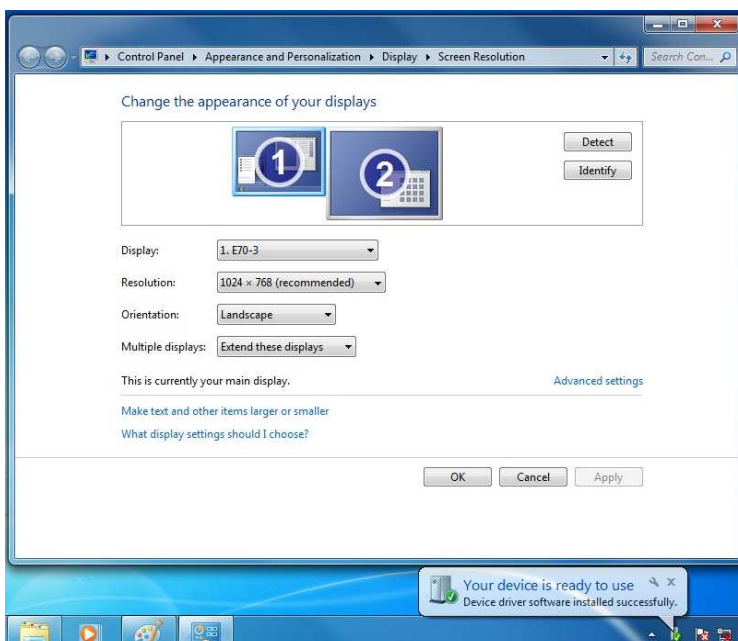 Control Panel Appearance and Personalization Display Screen Resolution
Search Con...
Change the appearance of your displays
1
2
Detect
Identify
Display: 1. E70-3
Resolution: 1024 × 768 (recommended)
Orientation: Landscape
Multiple displays: Extend these displays
This is currently your main display.
Advanced settings
Make text and other items larger or smaller
What display settings should I choose?
OK Cancel Apply
Your device is ready to use
Device driver software installed successfully.